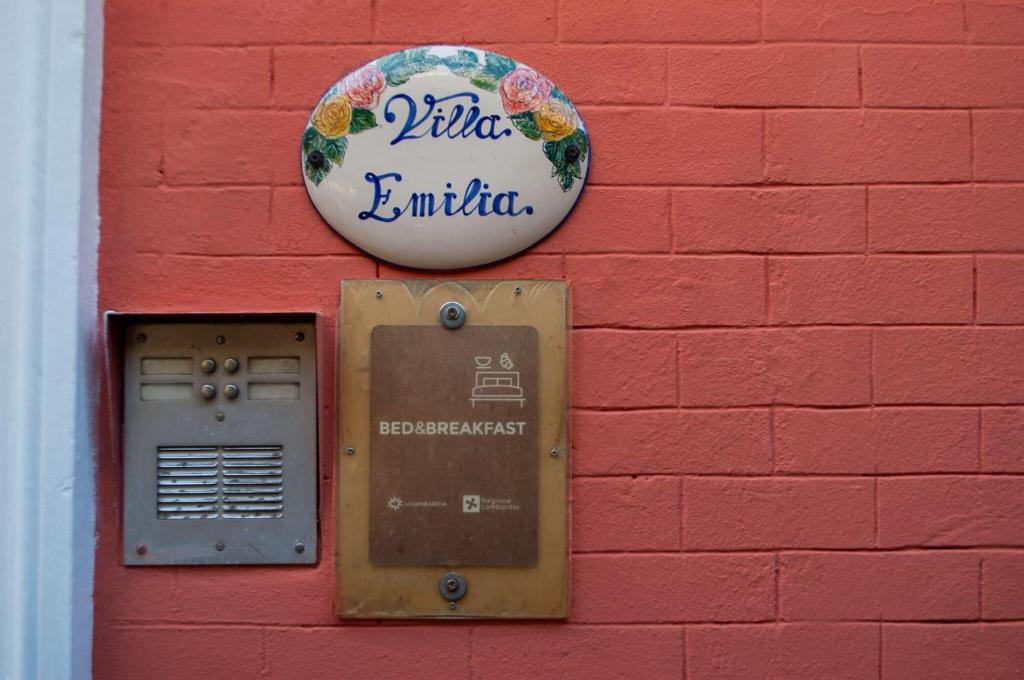 Villa.
Emilia.
BED&BREAKFAST
inLOMBARDIA
Regione
Lombardia